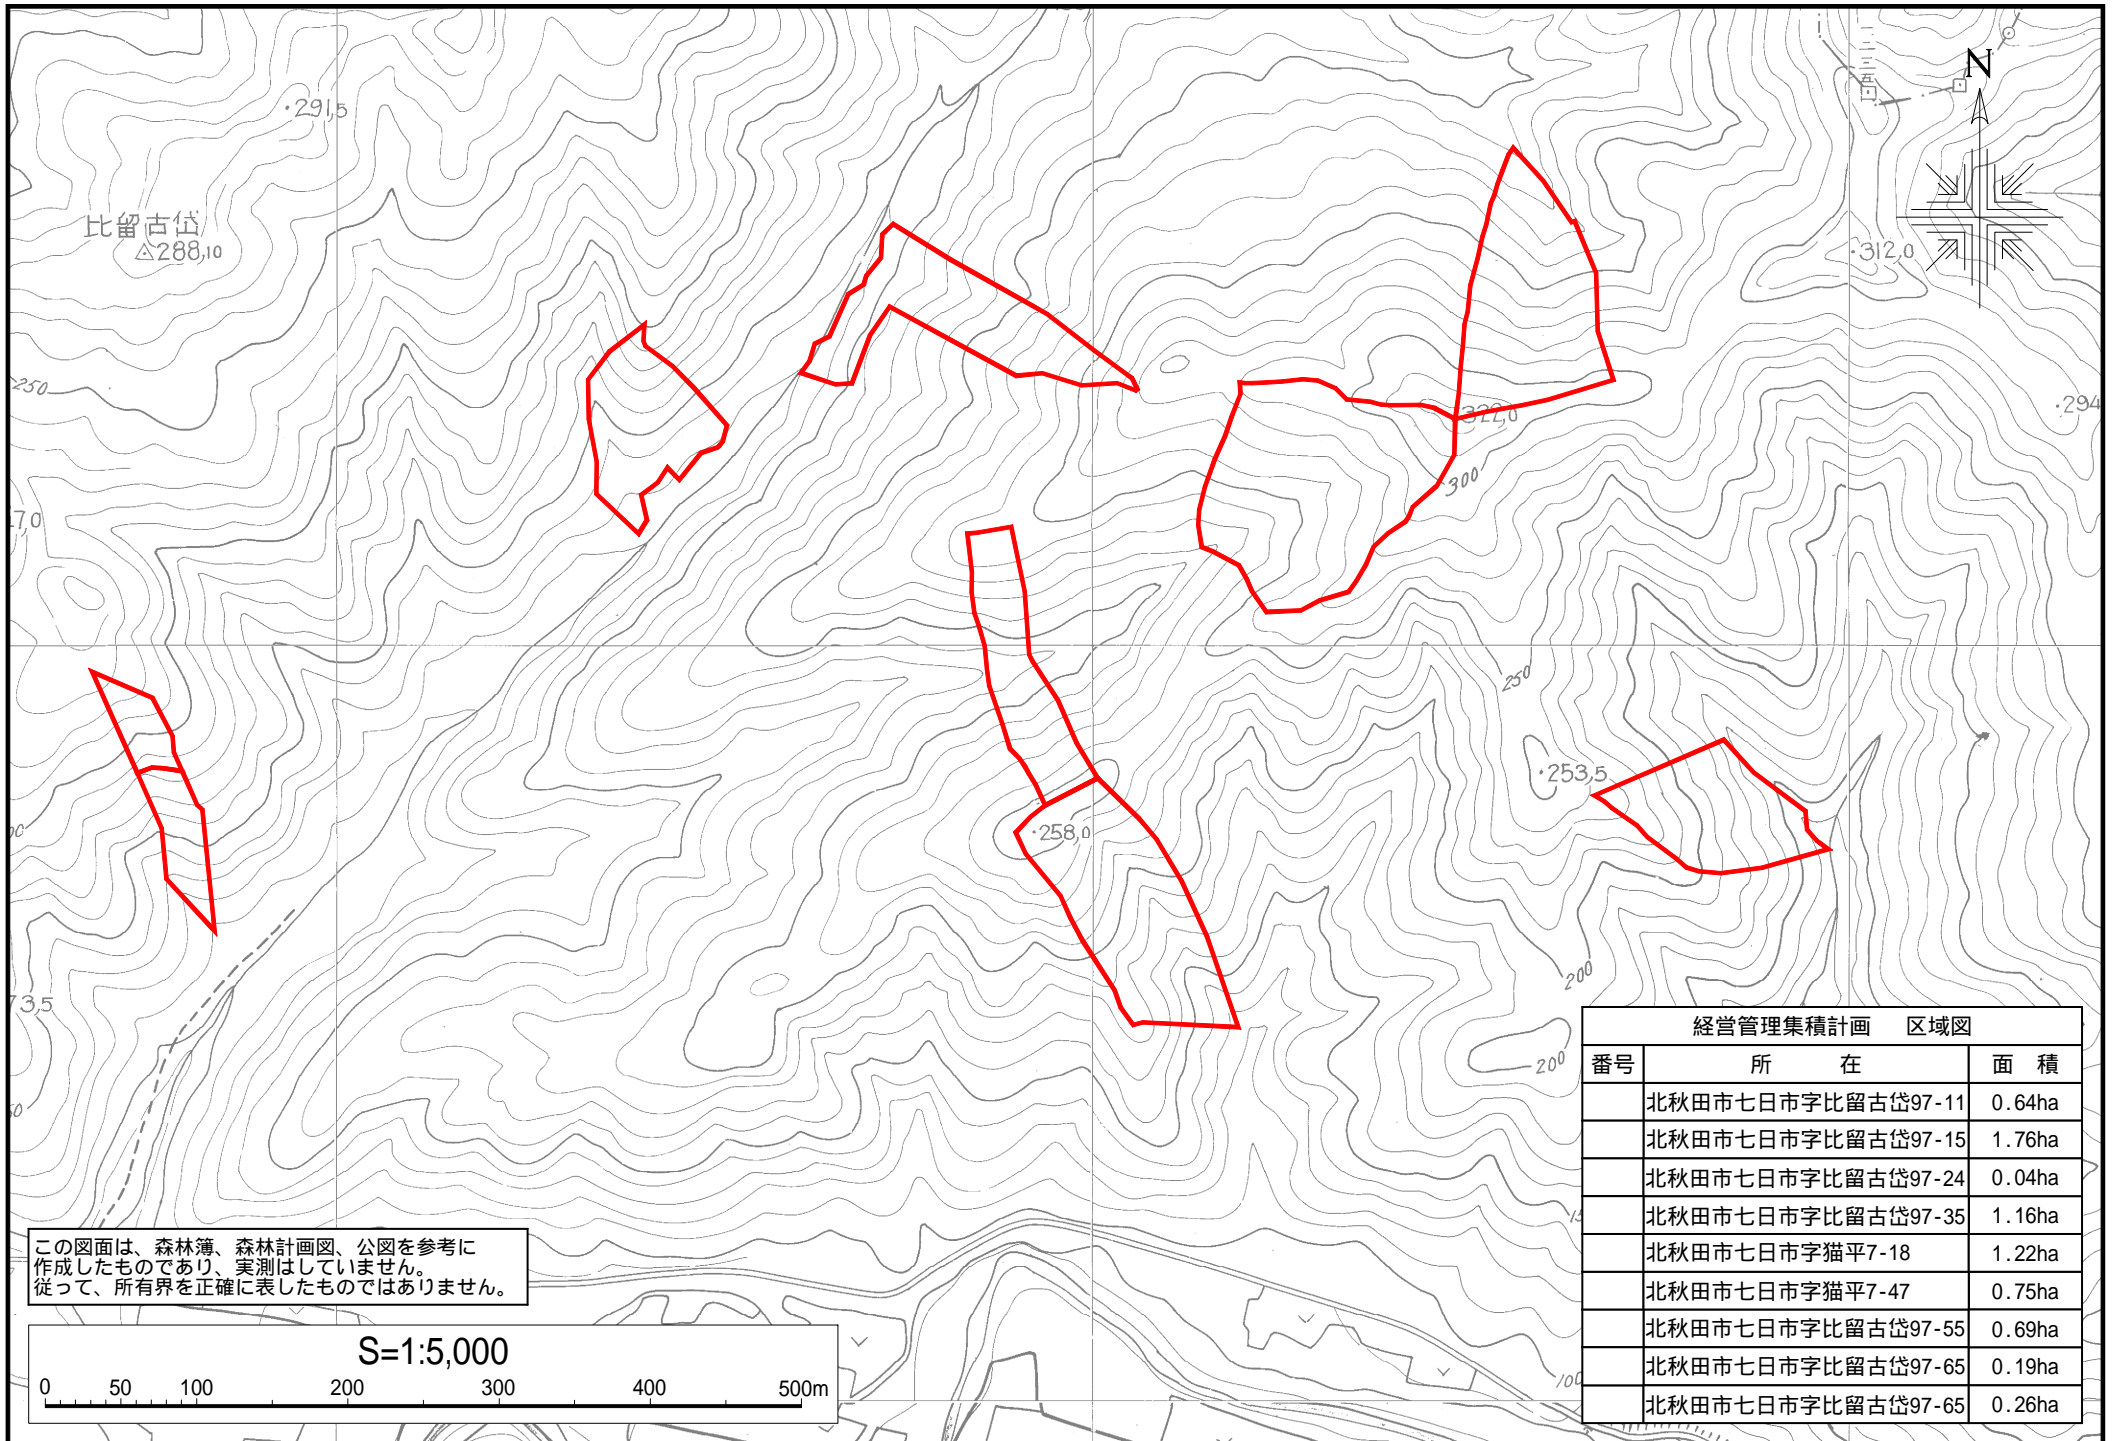 291,5
N
比留古岱
288,10
312,0
250
322,0
294
300
7,0
250
253,5
258,0
200
73,5
200
経営管理集積計画 区域図
番号 所 在 面 積
北秋田市七日市字比留古岱97-11 0.64ha
北秋田市七日市字比留古岱97-15 1.76ha
北秋田市七日市字比留古岱97-24 0.04ha
北秋田市七日市字比留古岱97-35 1.16ha
北秋田市七日市字猫平7-18 1.22ha
北秋田市七日市字猫平7-47 0.75ha
北秋田市七日市字比留古岱97-55 0.69ha
北秋田市七日市字比留古岱97-65 0.19ha
北秋田市七日市字比留古岱97-65 0.26ha
この図面は、森林簿、森林計画図、公図を参考に
作成したものであり、実測はしていません。
従って、所有界を正確に表したものではありません。
S=1:5,000
0 50 100 200 300 400 500m
100